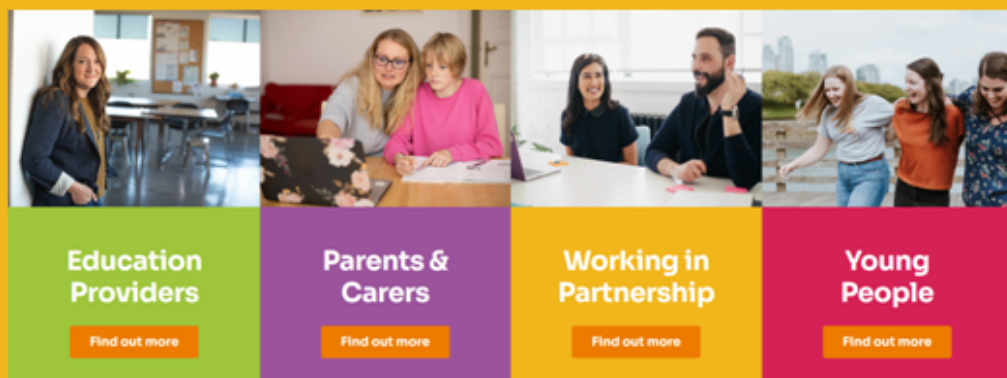 Education
Providers
Find out more
Parents &
Carers
Find out more
Working in
Partnership
Find out more
Young
People
Find out more